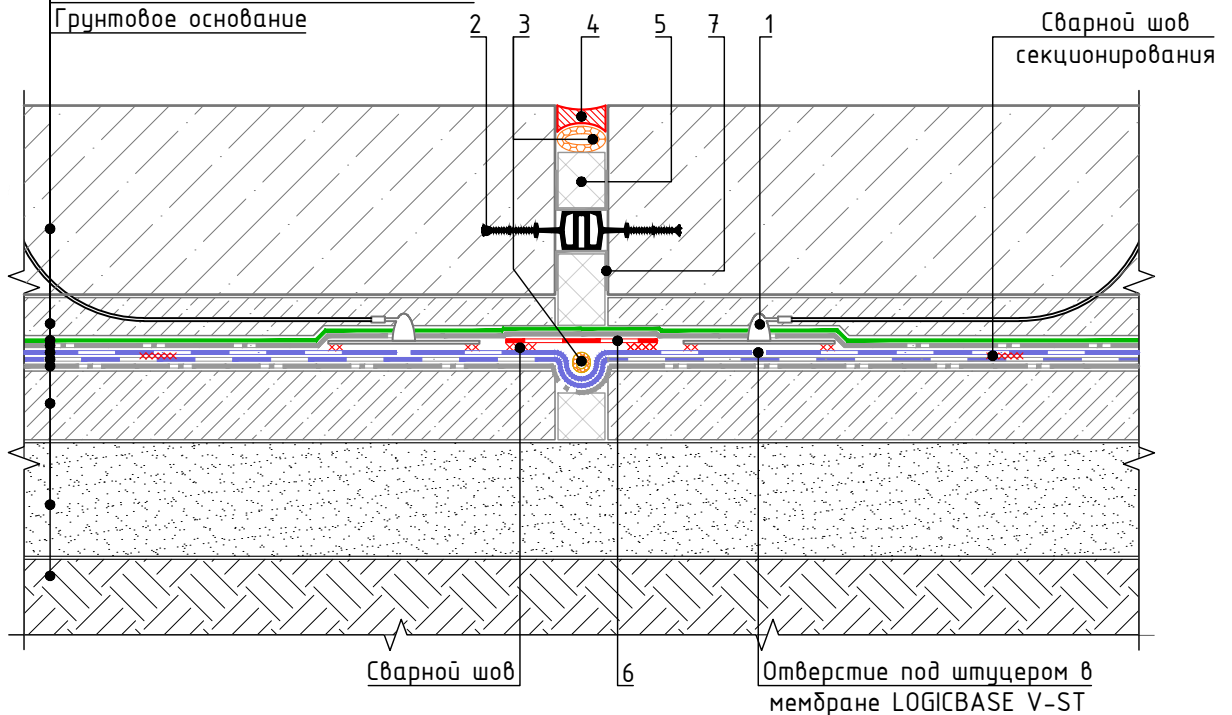 Грунтовое основание
2 3 4 5 7 1
Сварной шов
секционирования
Сварной шов
6
Отверстие под штуцером в
мембране LOGICBASE V-ST